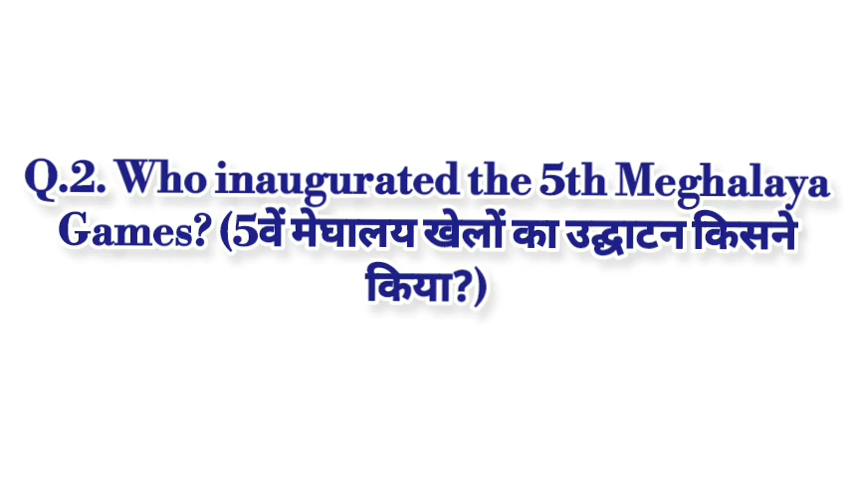 Q.2. Who inaugurated the 5th Meghalaya
Games? (5वें मेघालय खेलों का उद्घाटन किसने
किया?)